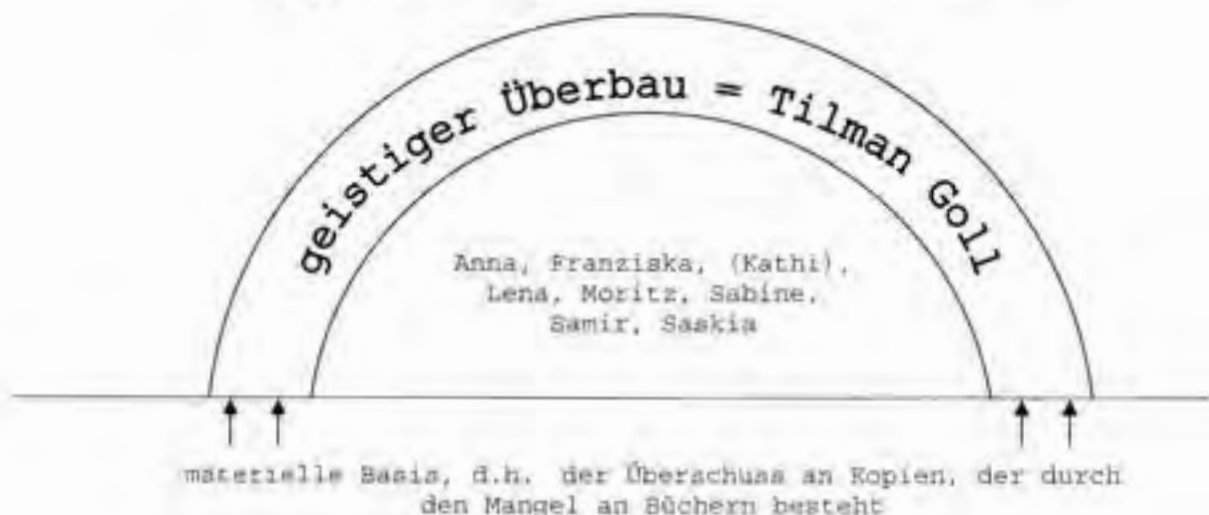 geistiger Überbau = Tilman Goll
Anna, Franziska, (Kathi),
Lena, Moritz, Sabine,
Samir, Saskia
materielle Basis, d.h. der Überschuss an Kopien, der durch
den Mangel an Büchern besteht